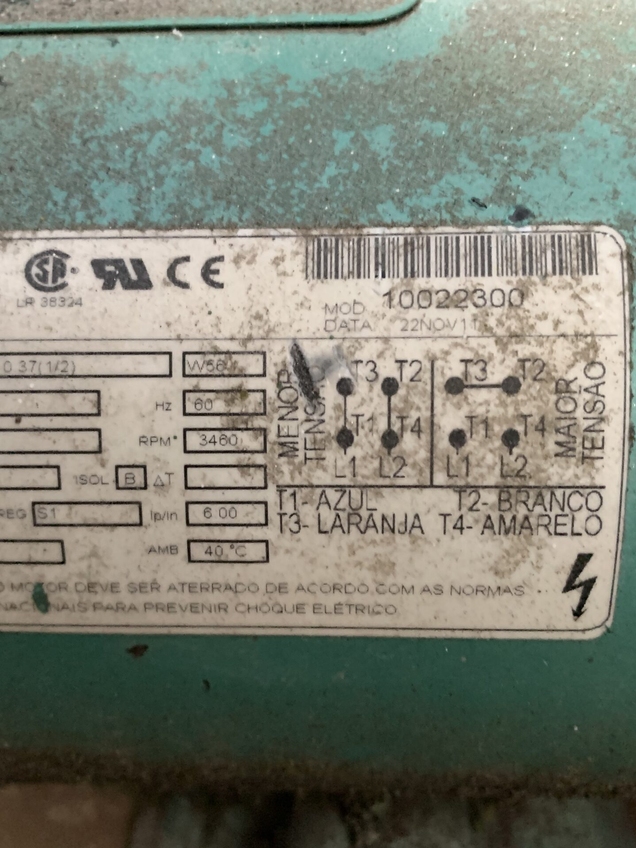 LR 38324
MOD 10022300
DATA 22NOV11
0.37(1/2) W56
Hz 60
RPM* 3460
ISOL B ΔT
REG S1 Ip/In 6.00
AMB 40 °C
MENOR TENSÃO
T3 T2
T1 T4
L1 L2
T3 T2
T1 T4
L1 L2
MAIOR TENSÃO
T1- AZUL T2- BRANCO
T3- LARANJA T4- AMARELO
O MOTOR DEVE SER ATERRADO DE ACORDO COM AS NORMAS
NACIONAIS PARA PREVENIR CHOQUE ELÉTRICO.